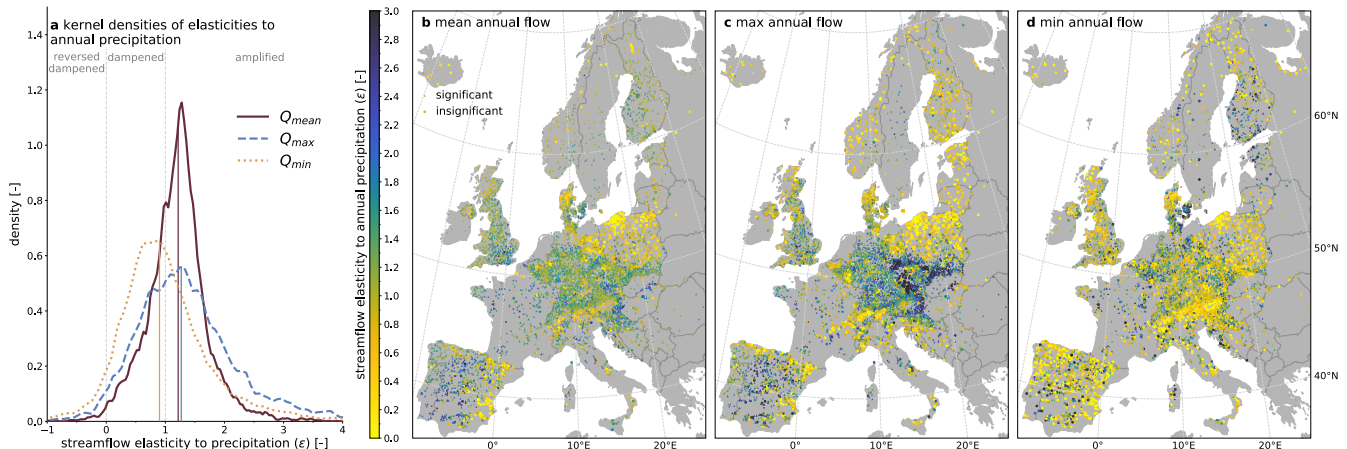 a kernel densities of elasticities to
annual precipitation
reversed
dampened
dampened
amplified
1.4
1.2
1.0
0.8
0.6
0.4
0.2
0.0
density [-]
Qmean
Qmax
Qmin
−1
0
1
2
3
4
streamflow elasticity to precipitation (ε) [-]
3.0
2.8
2.6
2.4
2.2
2.0
1.8
1.6
1.4
1.2
1.0
0.8
0.6
0.4
0.2
0.0
streamflow elasticity to annual precipitation (ε) [-]
b mean annual flow
significant
insignificant
0°
10°E
20°E
c max annual flow
0°
10°E
20°E
d min annual flow
0°
10°E
20°E
60°N
50°N
40°N